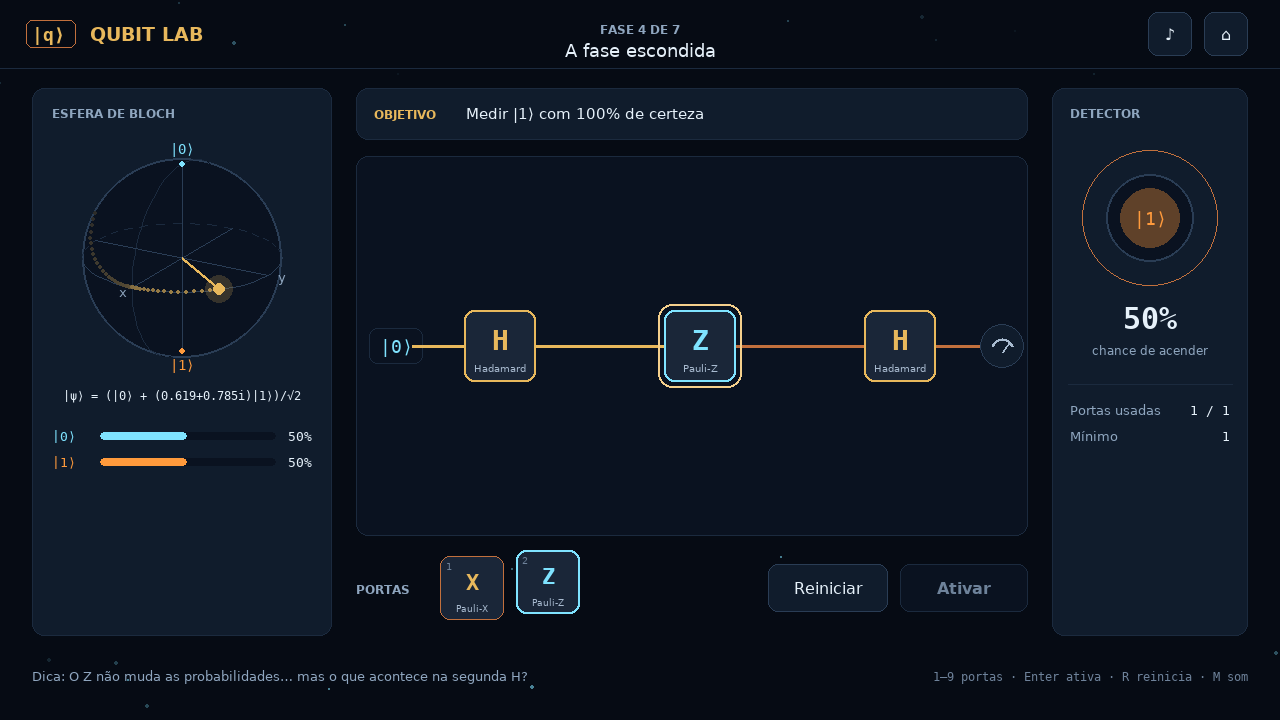 |q⟩ QUBIT LAB
FASE 4 DE 7
A fase escondida
♪
⌂
ESFERA DE BLOCH
|0⟩
x
y
|1⟩
|ψ⟩ = (|0⟩ + (0.619+0.785i)|1⟩)/√2
|0⟩ 50%
|1⟩ 50%
OBJETIVO Medir |1⟩ com 100% de certeza
|0⟩
H
Hadamard
Z
Pauli-Z
H
Hadamard
PORTAS
1
X
Pauli-X
2
Z
Pauli-Z
Reiniciar
Ativar
DETECTOR
|1⟩
50%
chance de acender
Portas usadas 1 / 1
Mínimo 1
Dica: O Z não muda as probabilidades… mas o que acontece na segunda H?
1–9 portas · Enter ativa · R reinicia · M som